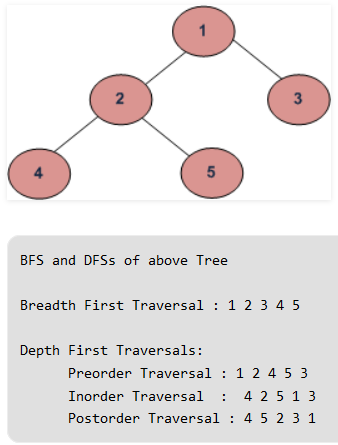 1
2
3
4
5
BFS and DFSs of above Tree
Breadth First Traversal : 1 2 3 4 5
Depth First Traversals:
Preorder Traversal : 1 2 4 5 3
Inorder Traversal : 4 2 5 1 3
Postorder Traversal : 4 5 2 3 1